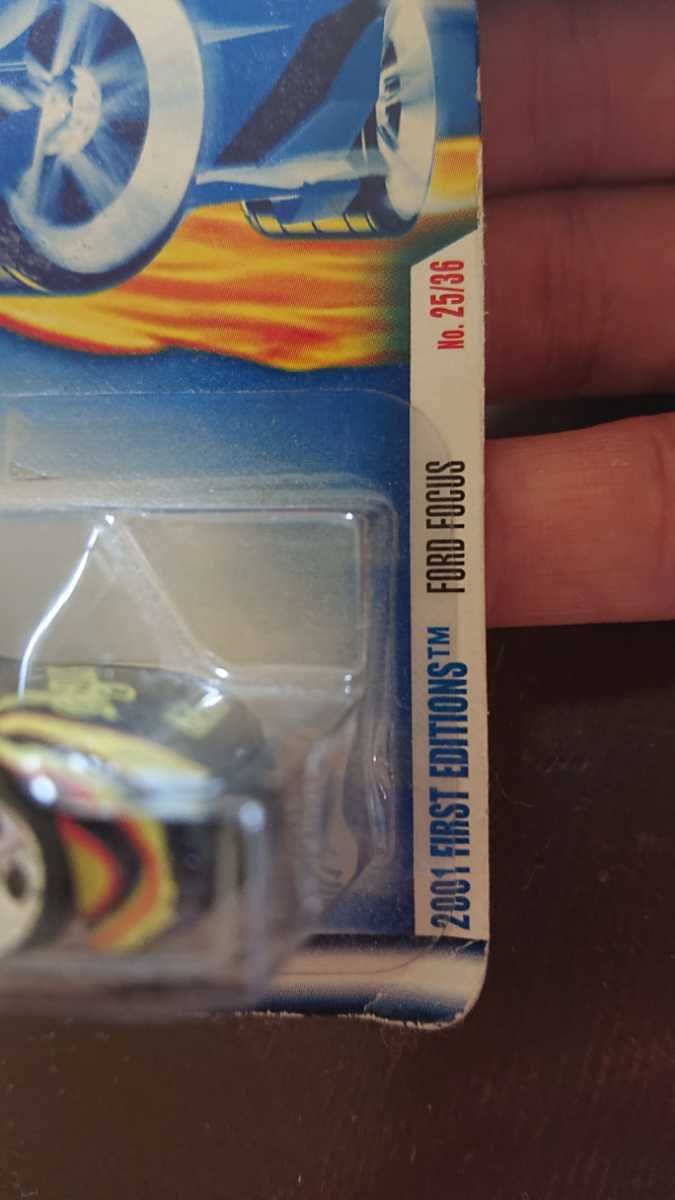 2001 FIRST EDITIONS™ FORD FOCUS No. 25/36